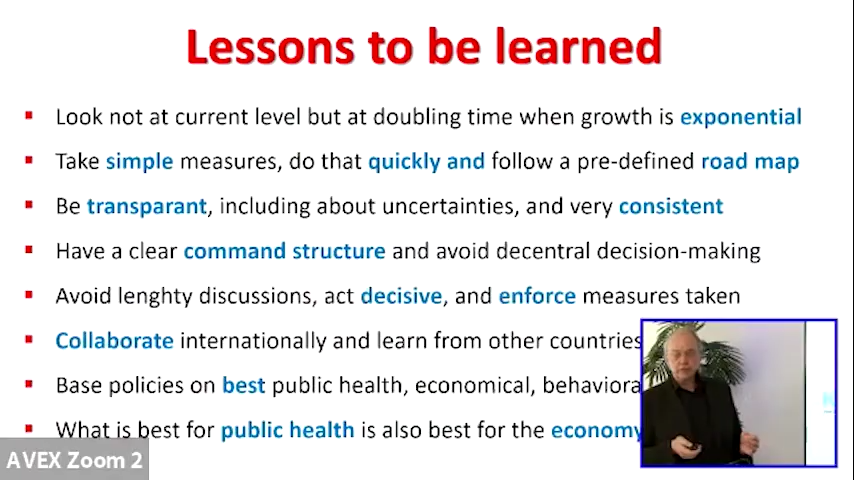 Lessons to be learned
Look not at current level but at doubling time when growth is exponential
Take simple measures, do that quickly and follow a pre-defined road map
Be transparant, including about uncertainties, and very consistent
Have a clear command structure and avoid decentral decision-making
Avoid lenghty discussions, act decisive, and enforce measures taken
Collaborate internationally and learn from other countries
Base policies on best public health, economical, behaviora
What is best for public health is also best for the economy
AVEX Zoom 2